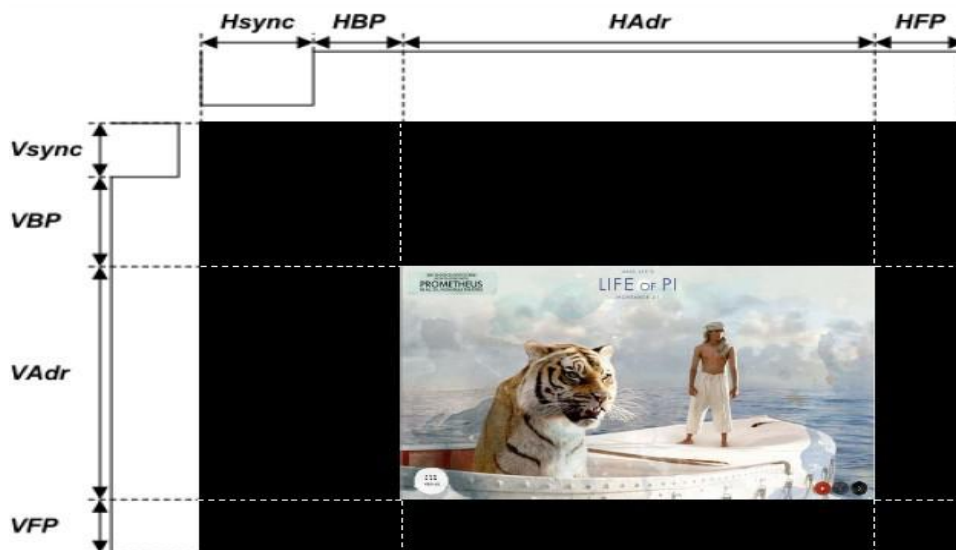 Hsync HBP HAdr HFP
Vsync
VBP
VAdr
VFP
PROMETHEUS
LIFE OF PI